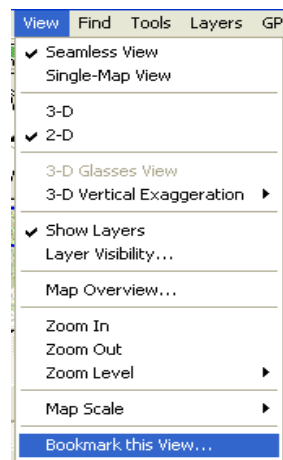 View Find Tools Layers GP
Seamless View
Single-Map View
3-D
2-D
3-D Glasses View
3-D Vertical Exaggeration
Show Layers
Layer Visibility...
Map Overview...
Zoom In
Zoom Out
Zoom Level
Map Scale
Bookmark this View...